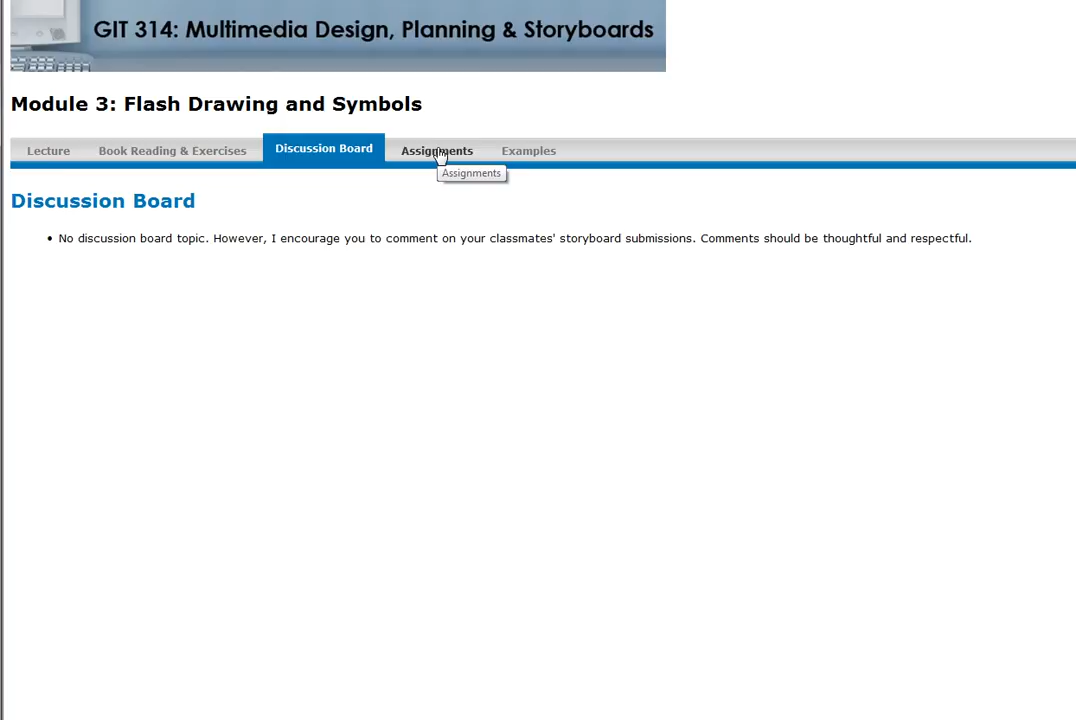 GIT 314: Multimedia Design, Planning & Storyboards
Module 3: Flash Drawing and Symbols
Lecture Book Reading & Exercises Discussion Board Assignments Examples
Assignments
Discussion Board
• No discussion board topic. However, I encourage you to comment on your classmates' storyboard submissions. Comments should be thoughtful and respectful.